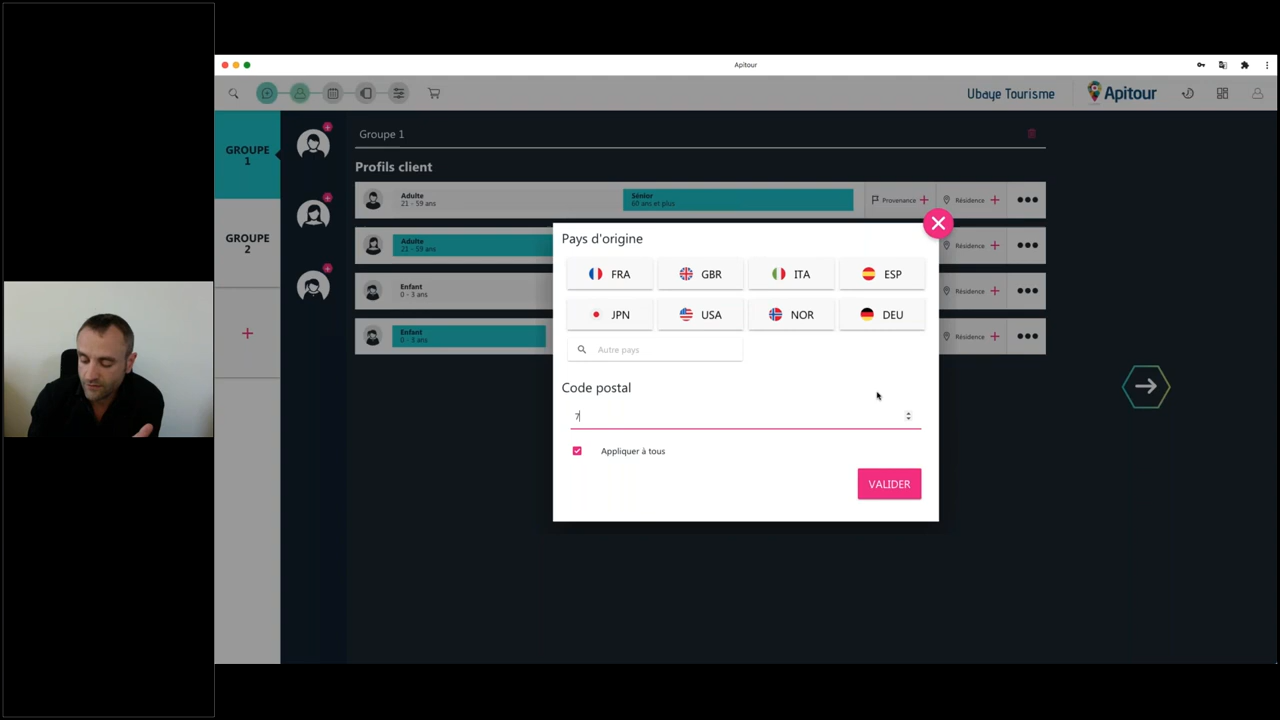 Apitour
Ubaye Tourisme
Apitour
GROUPE
1
GROUPE
2
Groupe 1
Profils client
Adulte
21 - 59 ans
Sénior
60 ans et plus
Provenance
Résidence
Adulte
21 - 59 ans
Résidence
Enfant
0 - 3 ans
Résidence
Enfant
0 - 3 ans
Résidence
Pays d'origine
FRA
GBR
ITA
ESP
JPN
USA
NOR
DEU
Autre pays
Code postal
7
Appliquer à tous
VALIDER